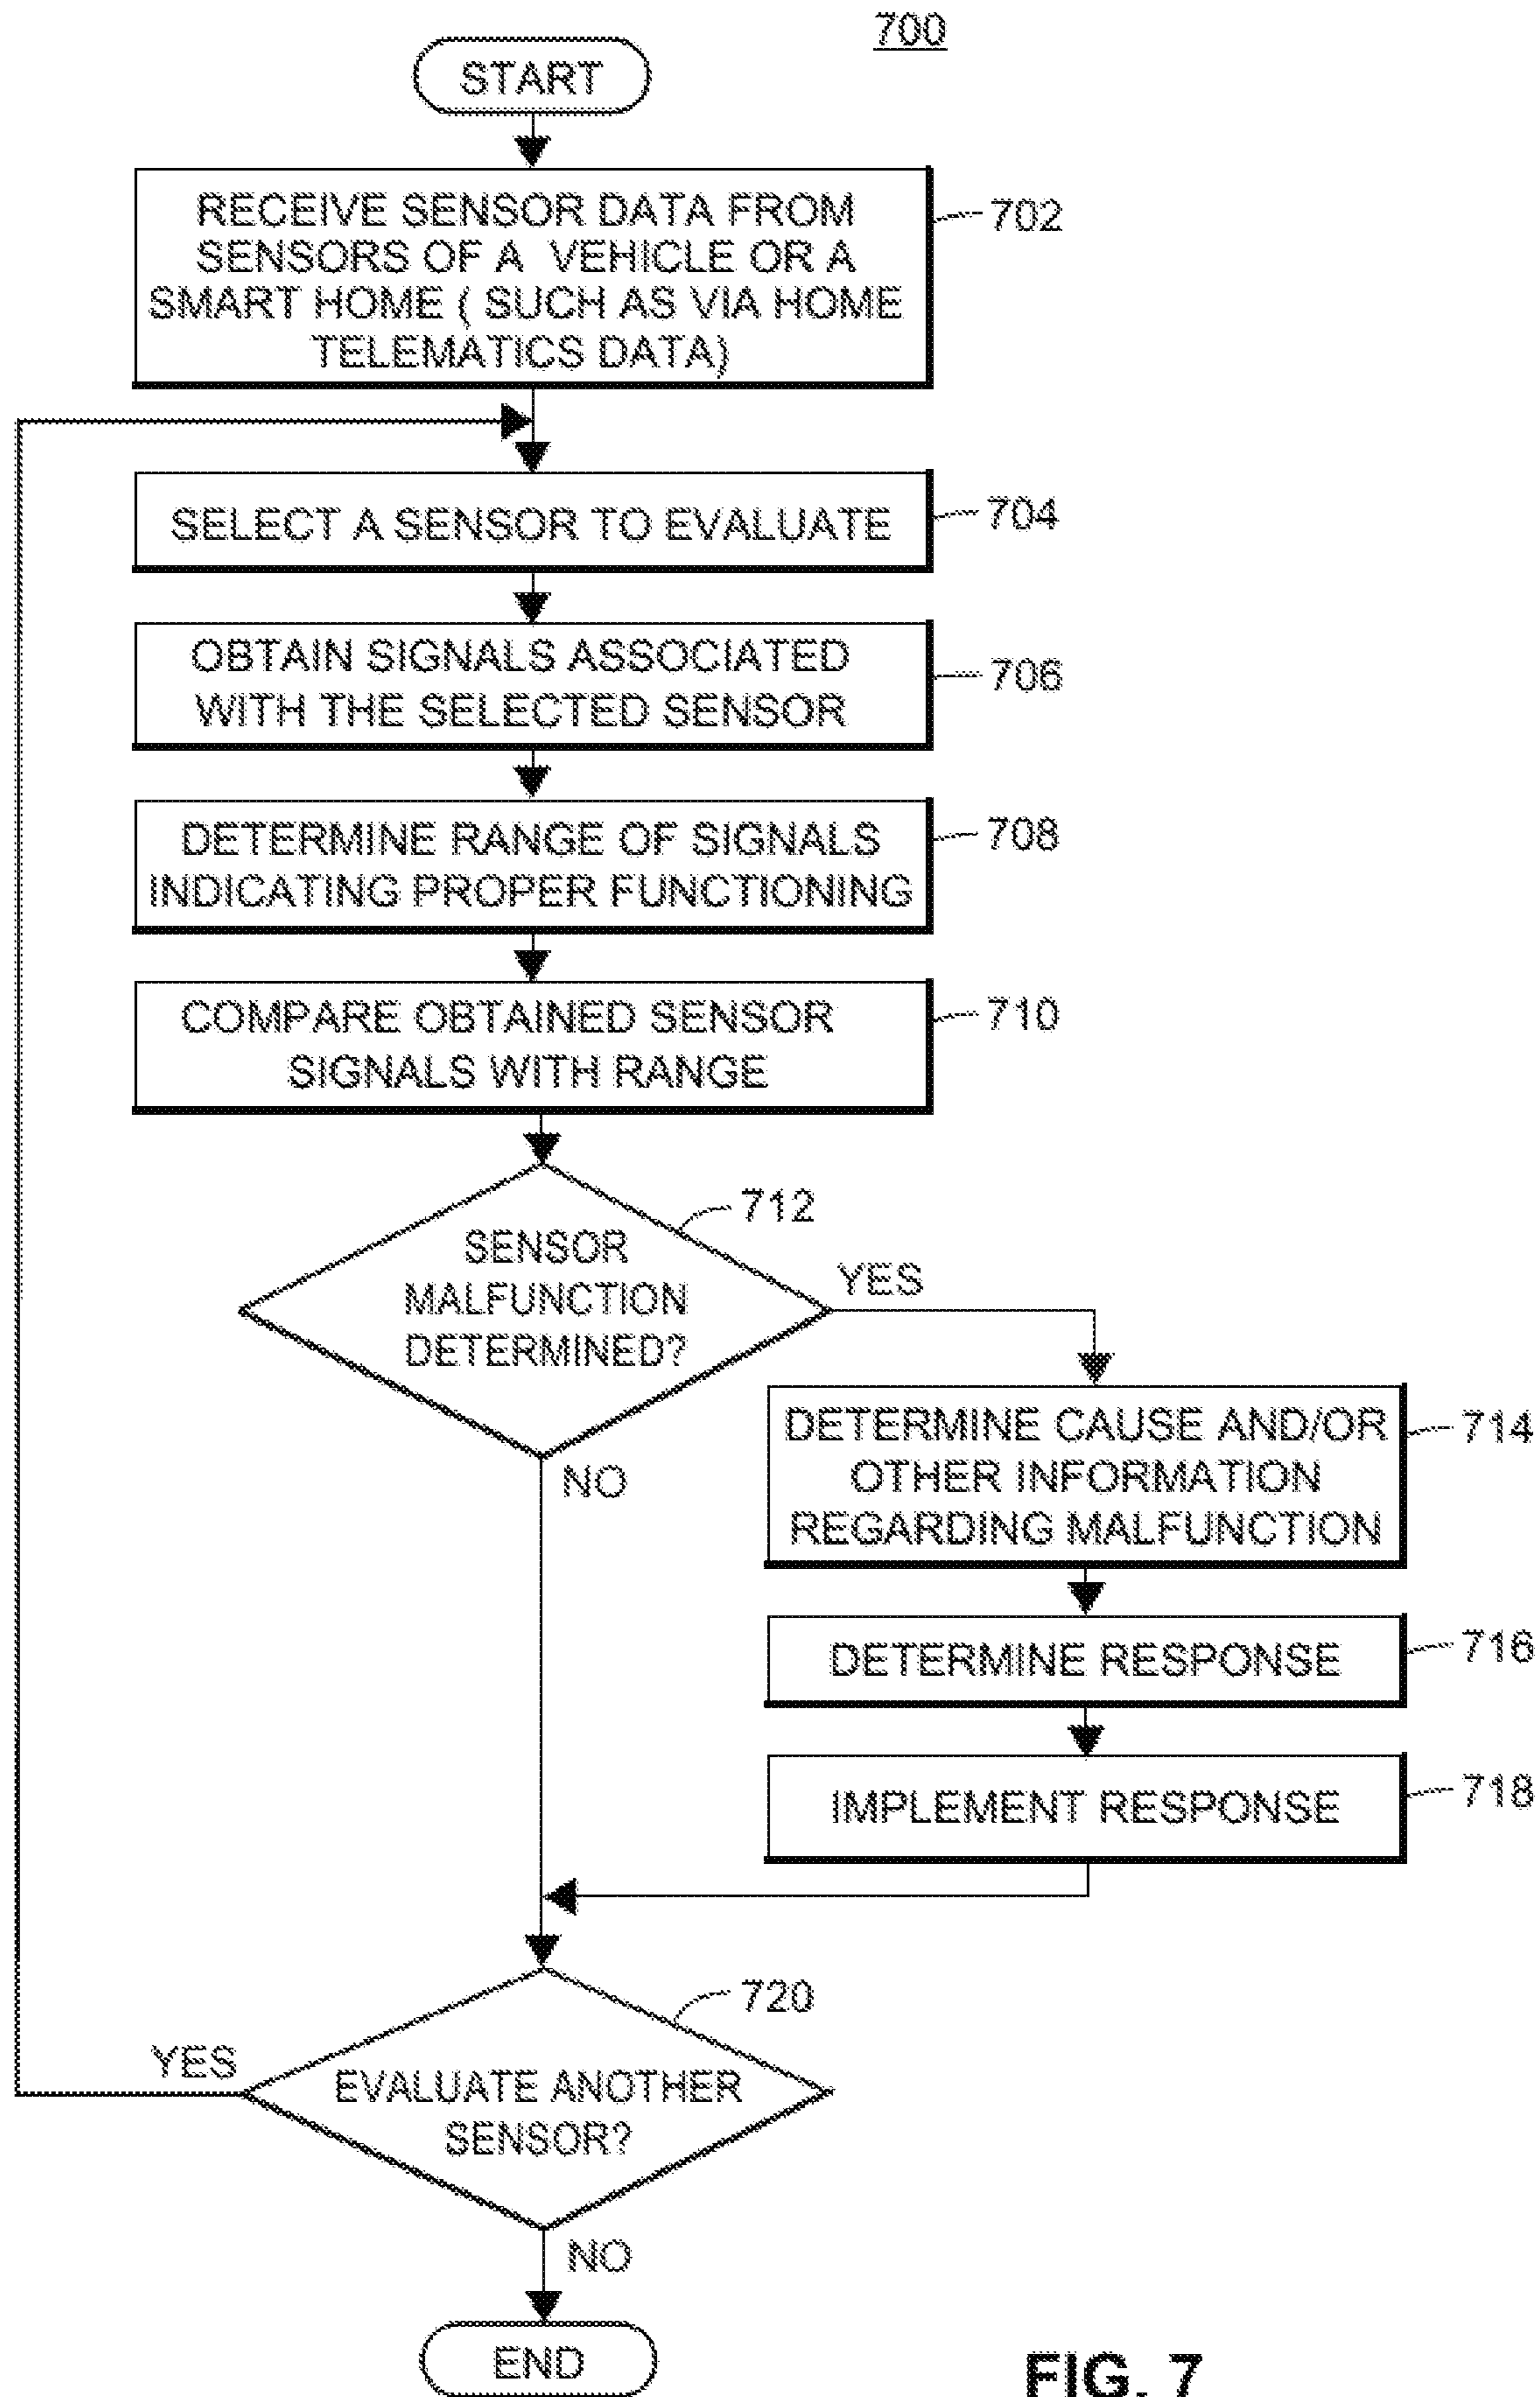 700
START
RECEIVE SENSOR DATA FROM
SENSORS OF A VEHICLE OR A
SMART HOME ( SUCH AS VIA HOME
TELEMATICS DATA)
702
SELECT A SENSOR TO EVALUATE
704
OBTAIN SIGNALS ASSOCIATED
WITH THE SELECTED SENSOR
706
DETERMINE RANGE OF SIGNALS
INDICATING PROPER FUNCTIONING
708
COMPARE OBTAINED SENSOR
SIGNALS WITH RANGE
710
SENSOR
MALFUNCTION
DETERMINED?
712
YES
NO
DETERMINE CAUSE AND/OR
OTHER INFORMATION
REGARDING MALFUNCTION
714
DETERMINE RESPONSE
716
IMPLEMENT RESPONSE
718
EVALUATE ANOTHER
SENSOR?
720
YES
NO
END
FIG. 7